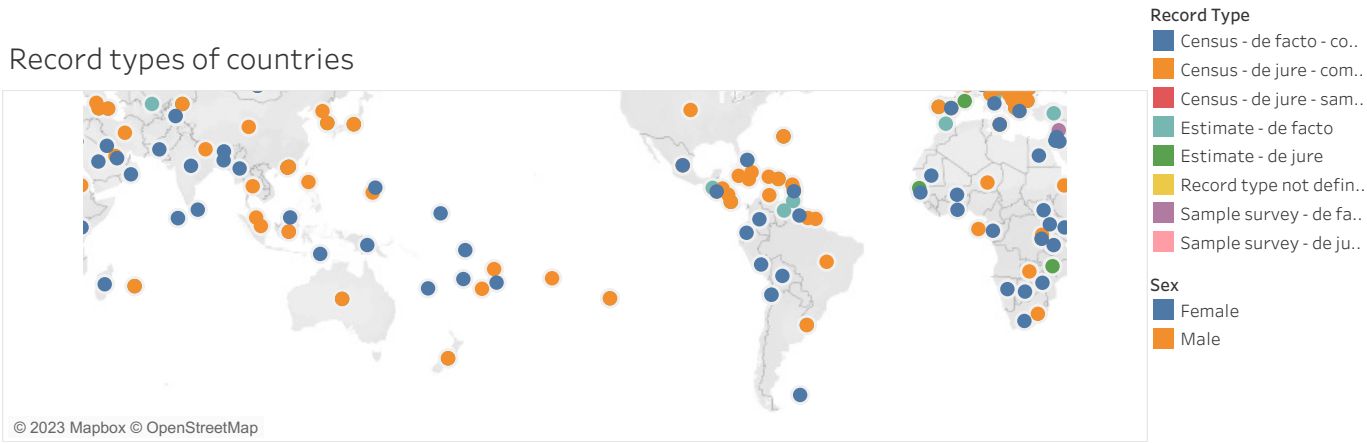 Record types of countries
© 2023 Mapbox © OpenStreetMap
Record Type
Census - de facto - co..
Census - de jure - com..
Census - de jure - sam..
Estimate - de facto
Estimate - de jure
Record type not defin..
Sample survey - de fa..
Sample survey - de ju..
Sex
Female
Male